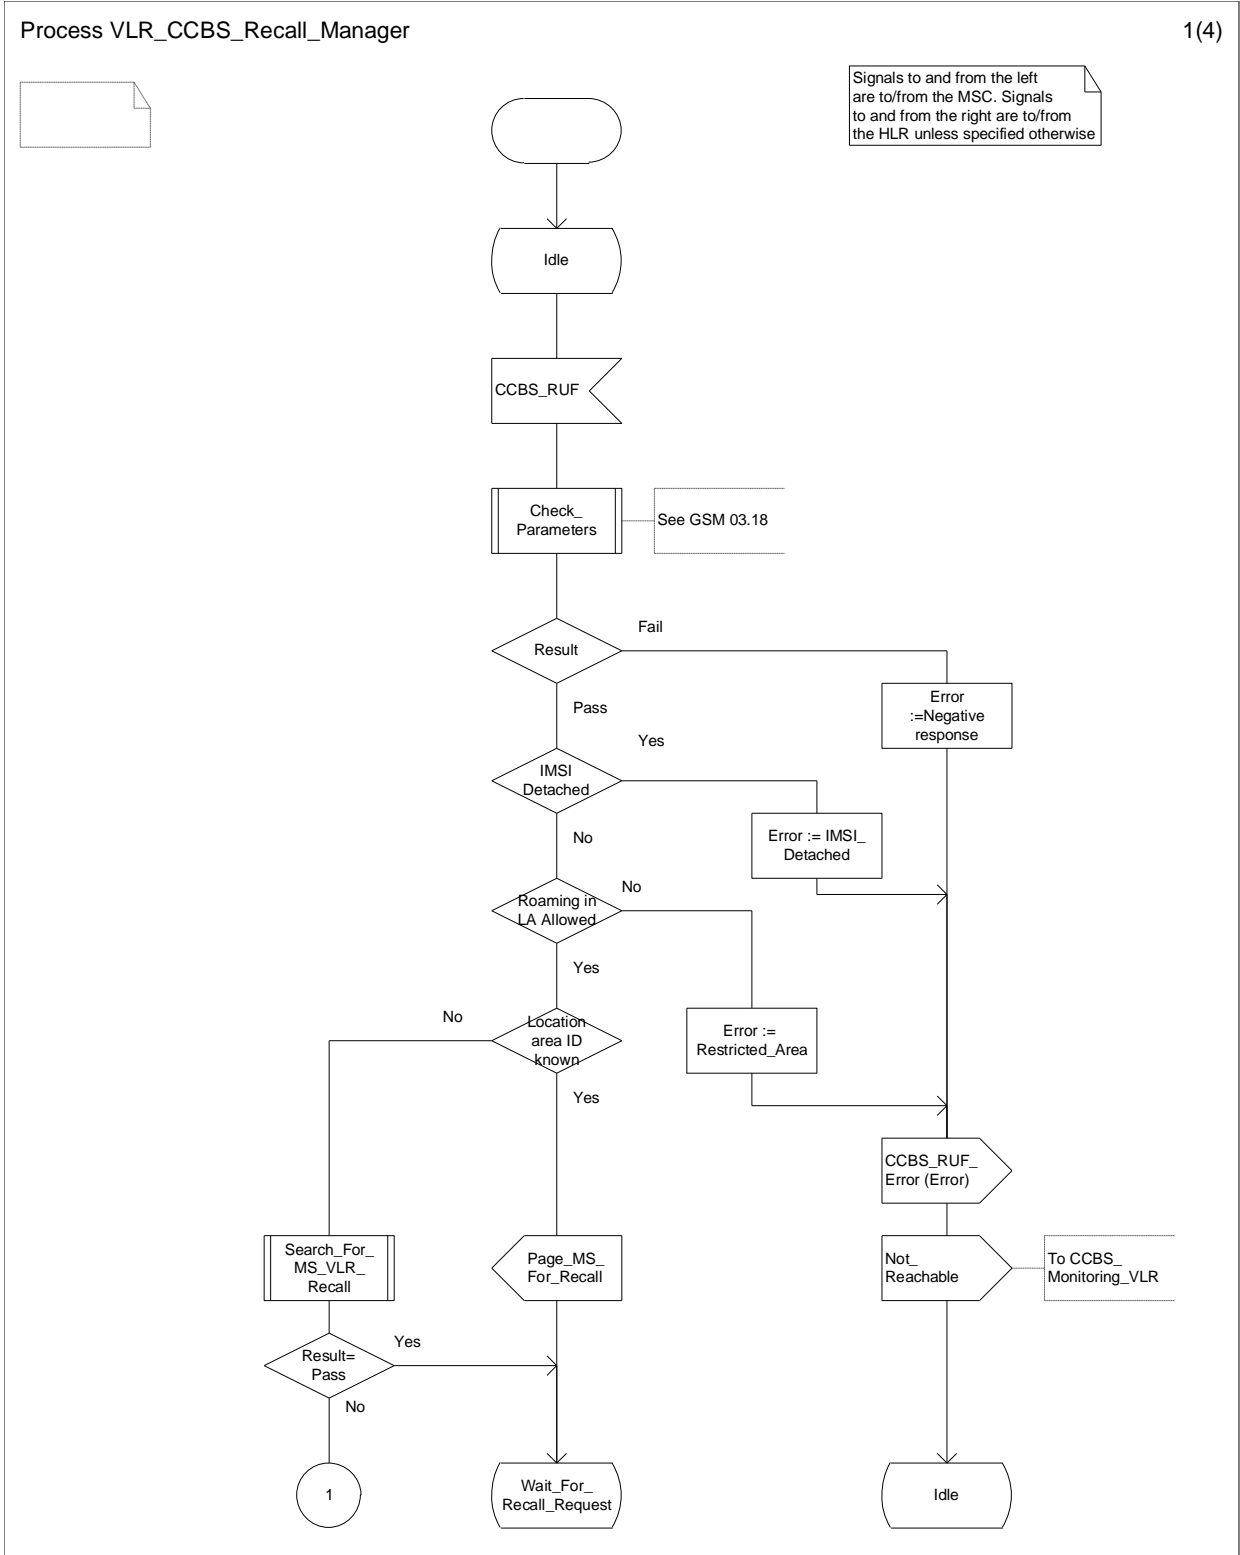 Process VLR_CCBS_Recall_Manager
1(4)
Signals to and from the left
are to/from the MSC. Signals
to and from the right are to/from
the HLR unless specified otherwise
Idle
CCBS_RUF
Check_
Parameters
See GSM 03.18
Result
Fail
Pass
Error
:=Negative
response
IMSI
Detached
Yes
No
Error := IMSI_
Detached
Roaming in
LA Allowed
No
Yes
Location
area ID
known
No
Yes
Error :=
Restricted_Area
CCBS_RUF_
Error (Error)
Search_For_
MS_VLR_
Recall
Page_MS_
For_Recall
Not_
Reachable
To CCBS_
Monitoring_VLR
Result=
Pass
Yes
No
1
Wait_For_
Recall_Request
Idle